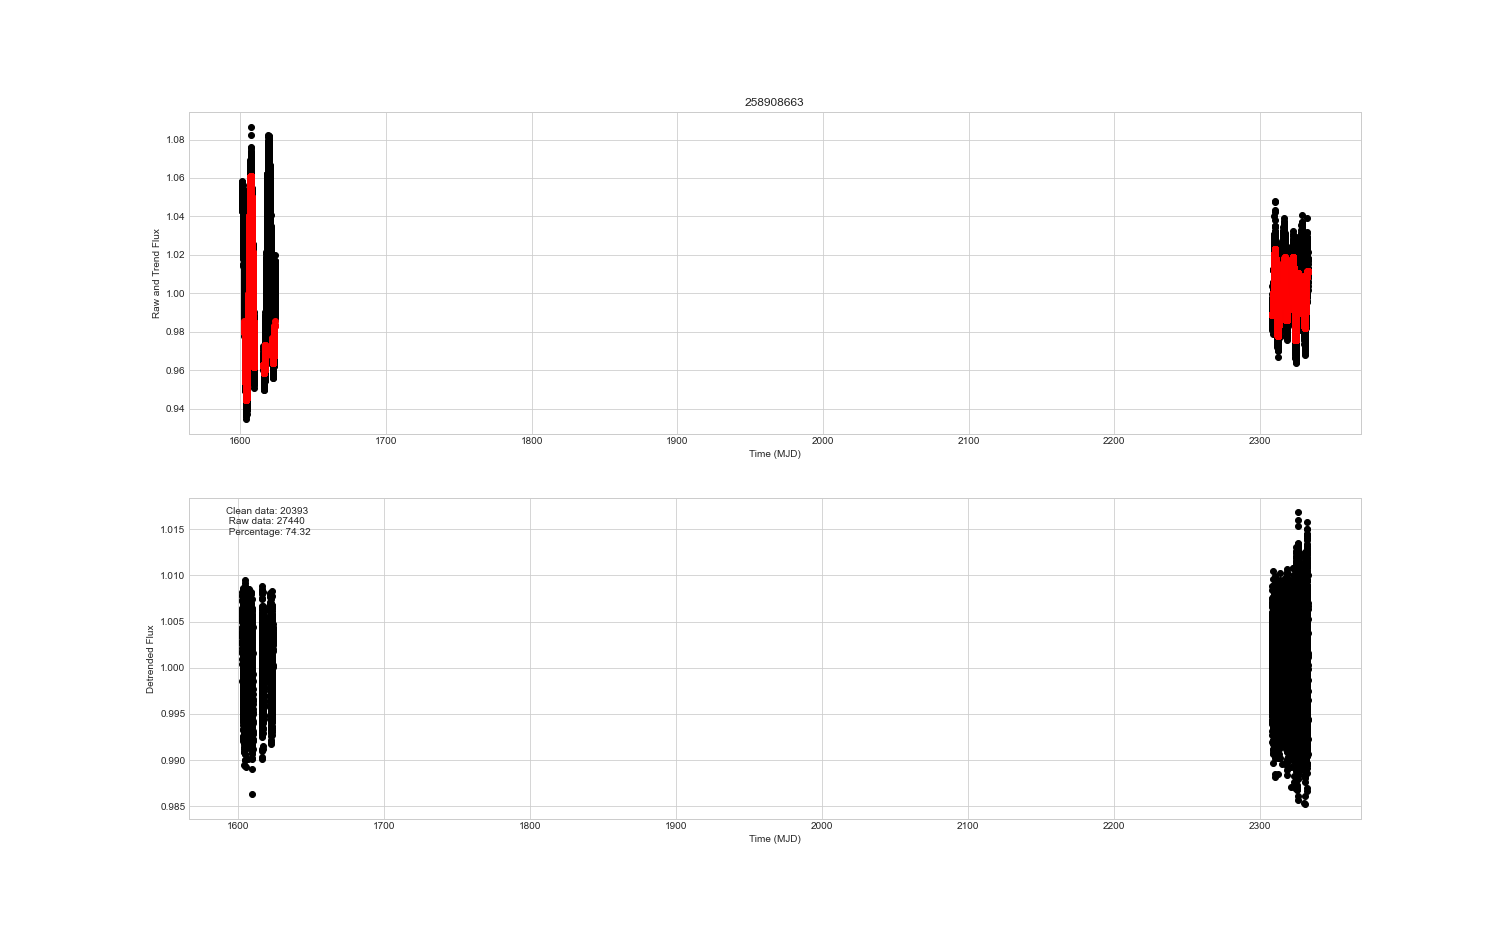 258908663
1.08
1.06
1.04
1.02
1.00
0.98
0.96
0.94
Raw and Trend Flux
1600 1700 1800 1900 2000 2100 2200 2300
Time (MJD)
Clean data: 20393
Raw data: 27440
Percentage: 74.32
1.015
1.010
1.005
1.000
0.995
0.990
0.985
Detrended Flux
1600 1700 1800 1900 2000 2100 2200 2300
Time (MJD)